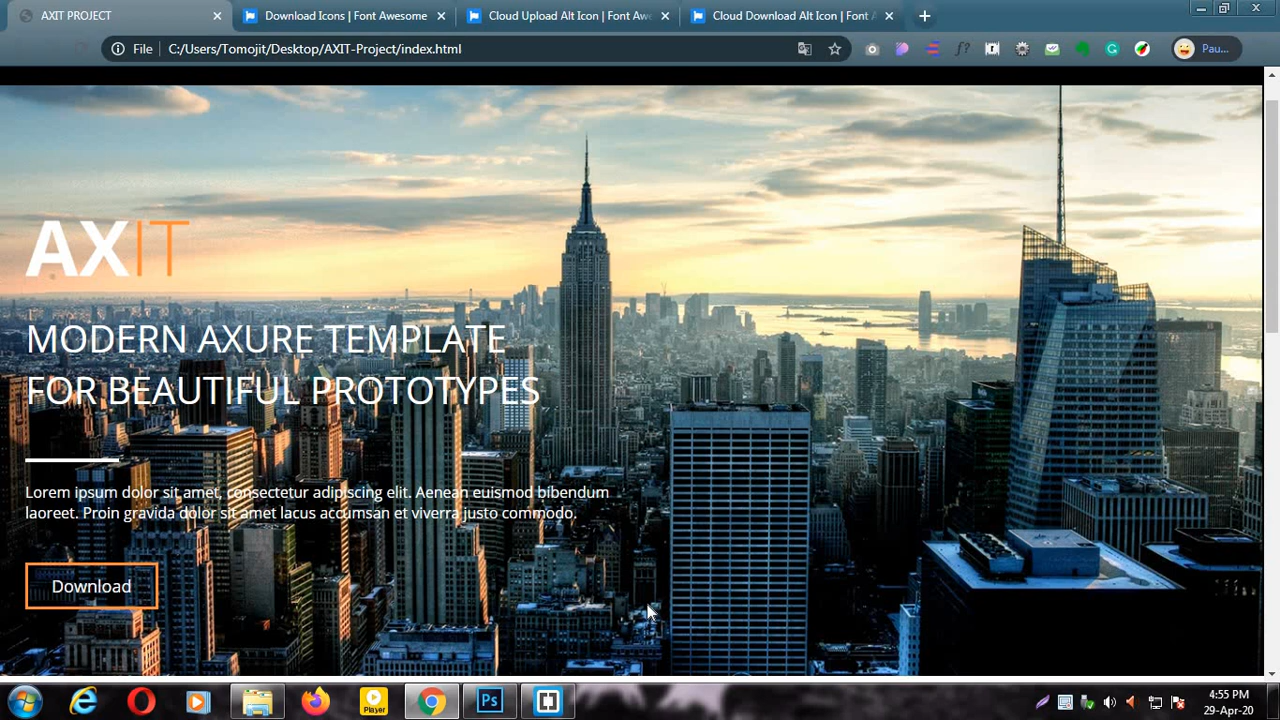 AXIT PROJECT
Download Icons | Font Awesome
Cloud Upload Alt Icon | Font Awe
Cloud Download Alt Icon | Font A
File
C:/Users/Tomojit/Desktop/AXIT-Project/index.html
f?
Pau...
AXIT
MODERN AXURE TEMPLATE
FOR BEAUTIFUL PROTOTYPES
Lorem ipsum dolor sit amet, consectetur adipiscing elit. Aenean euismod bibendum
laoreet. Proin gravida dolor sit amet lacus accumsan et viverra justo commodo.
Download
Player
Ps
4:55 PM
29-Apr-20